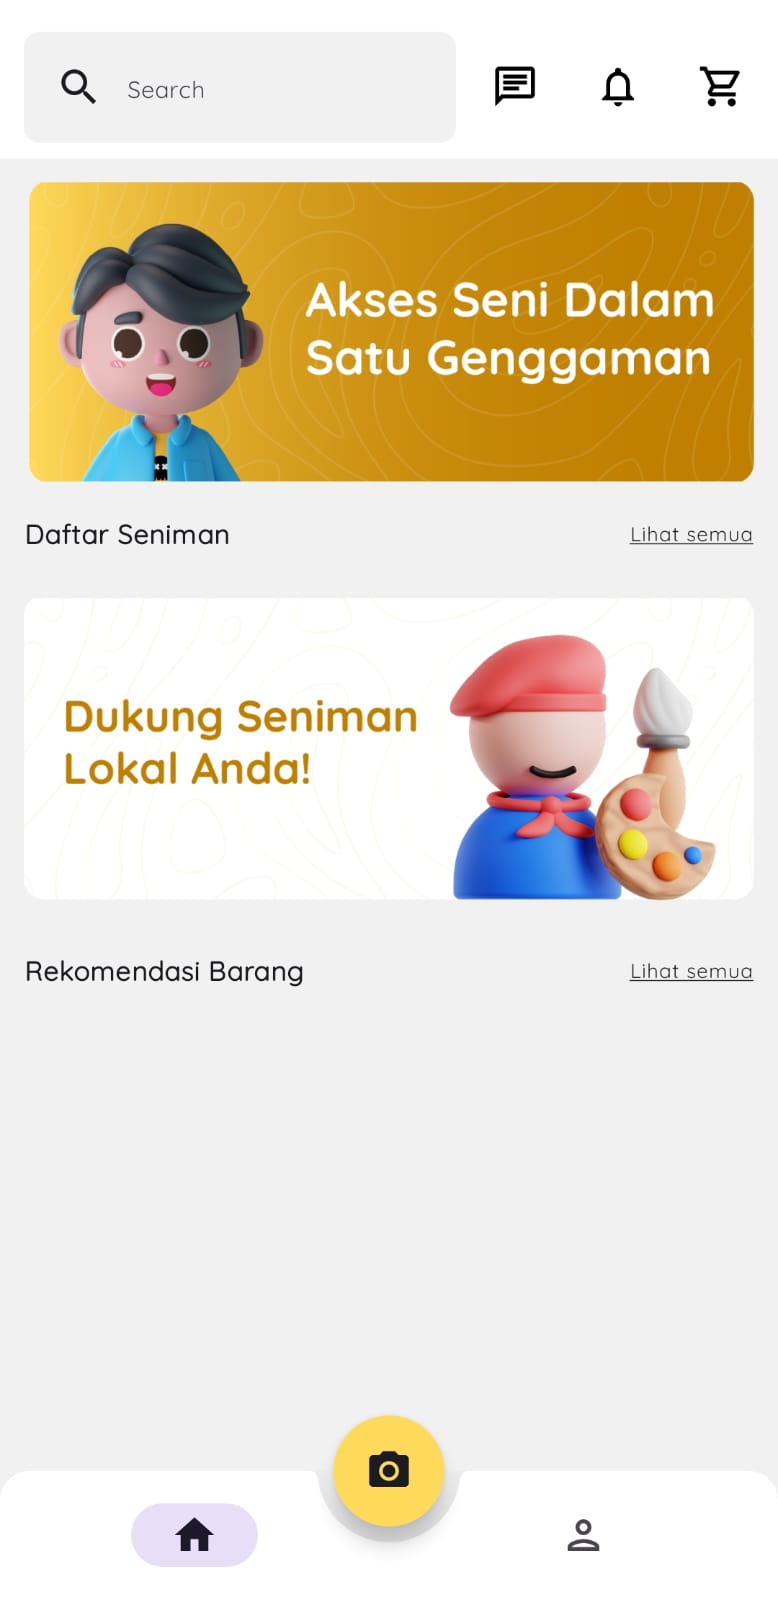 Search
Akses Seni Dalam
Satu Genggaman
Daftar Seniman
Lihat semua
Dukung Seniman
Lokal Anda!
Rekomendasi Barang
Lihat semua